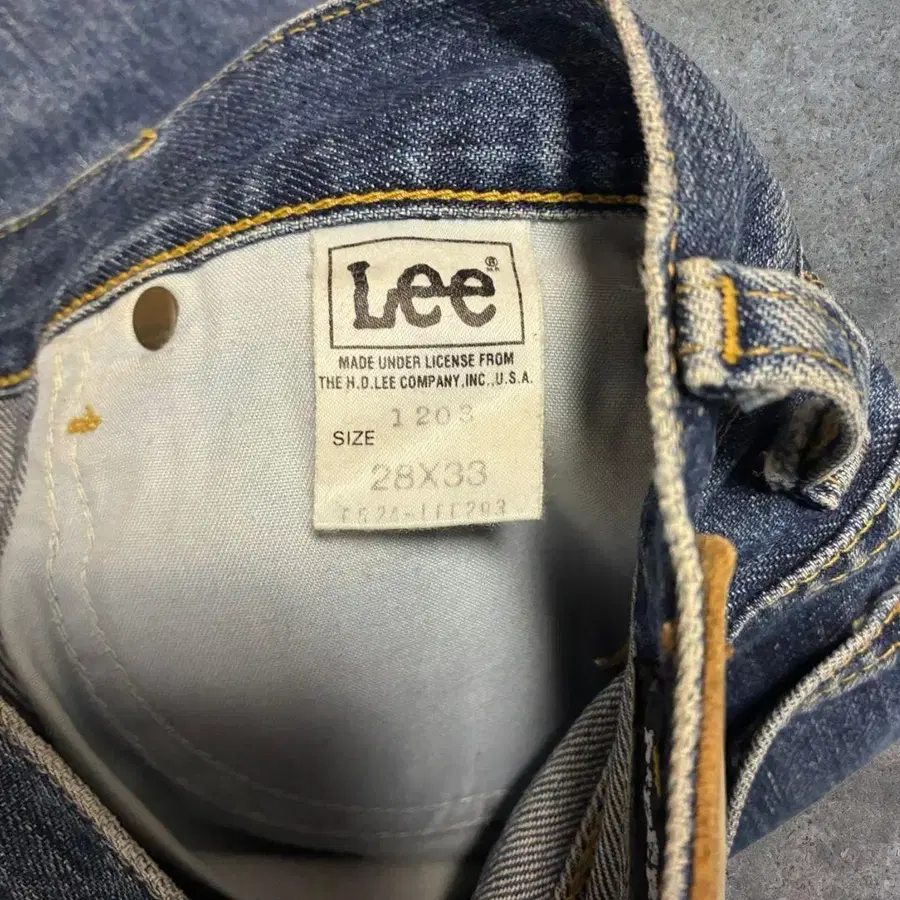 Lee®
M.R.
MADE UNDER LICENSE FROM
THE H.D.LEE COMPANY,INC.,U.S.A.
1203
SIZE
28X33